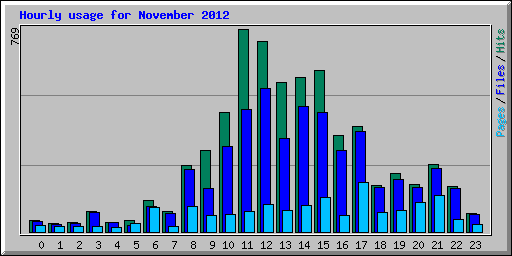 Hourly usage for November 2012
769
Pages / Files / Hits
0 1 2 3 4 5 6 7 8 9 10 11 12 13 14 15 16 17 18 19 20 21 22 23